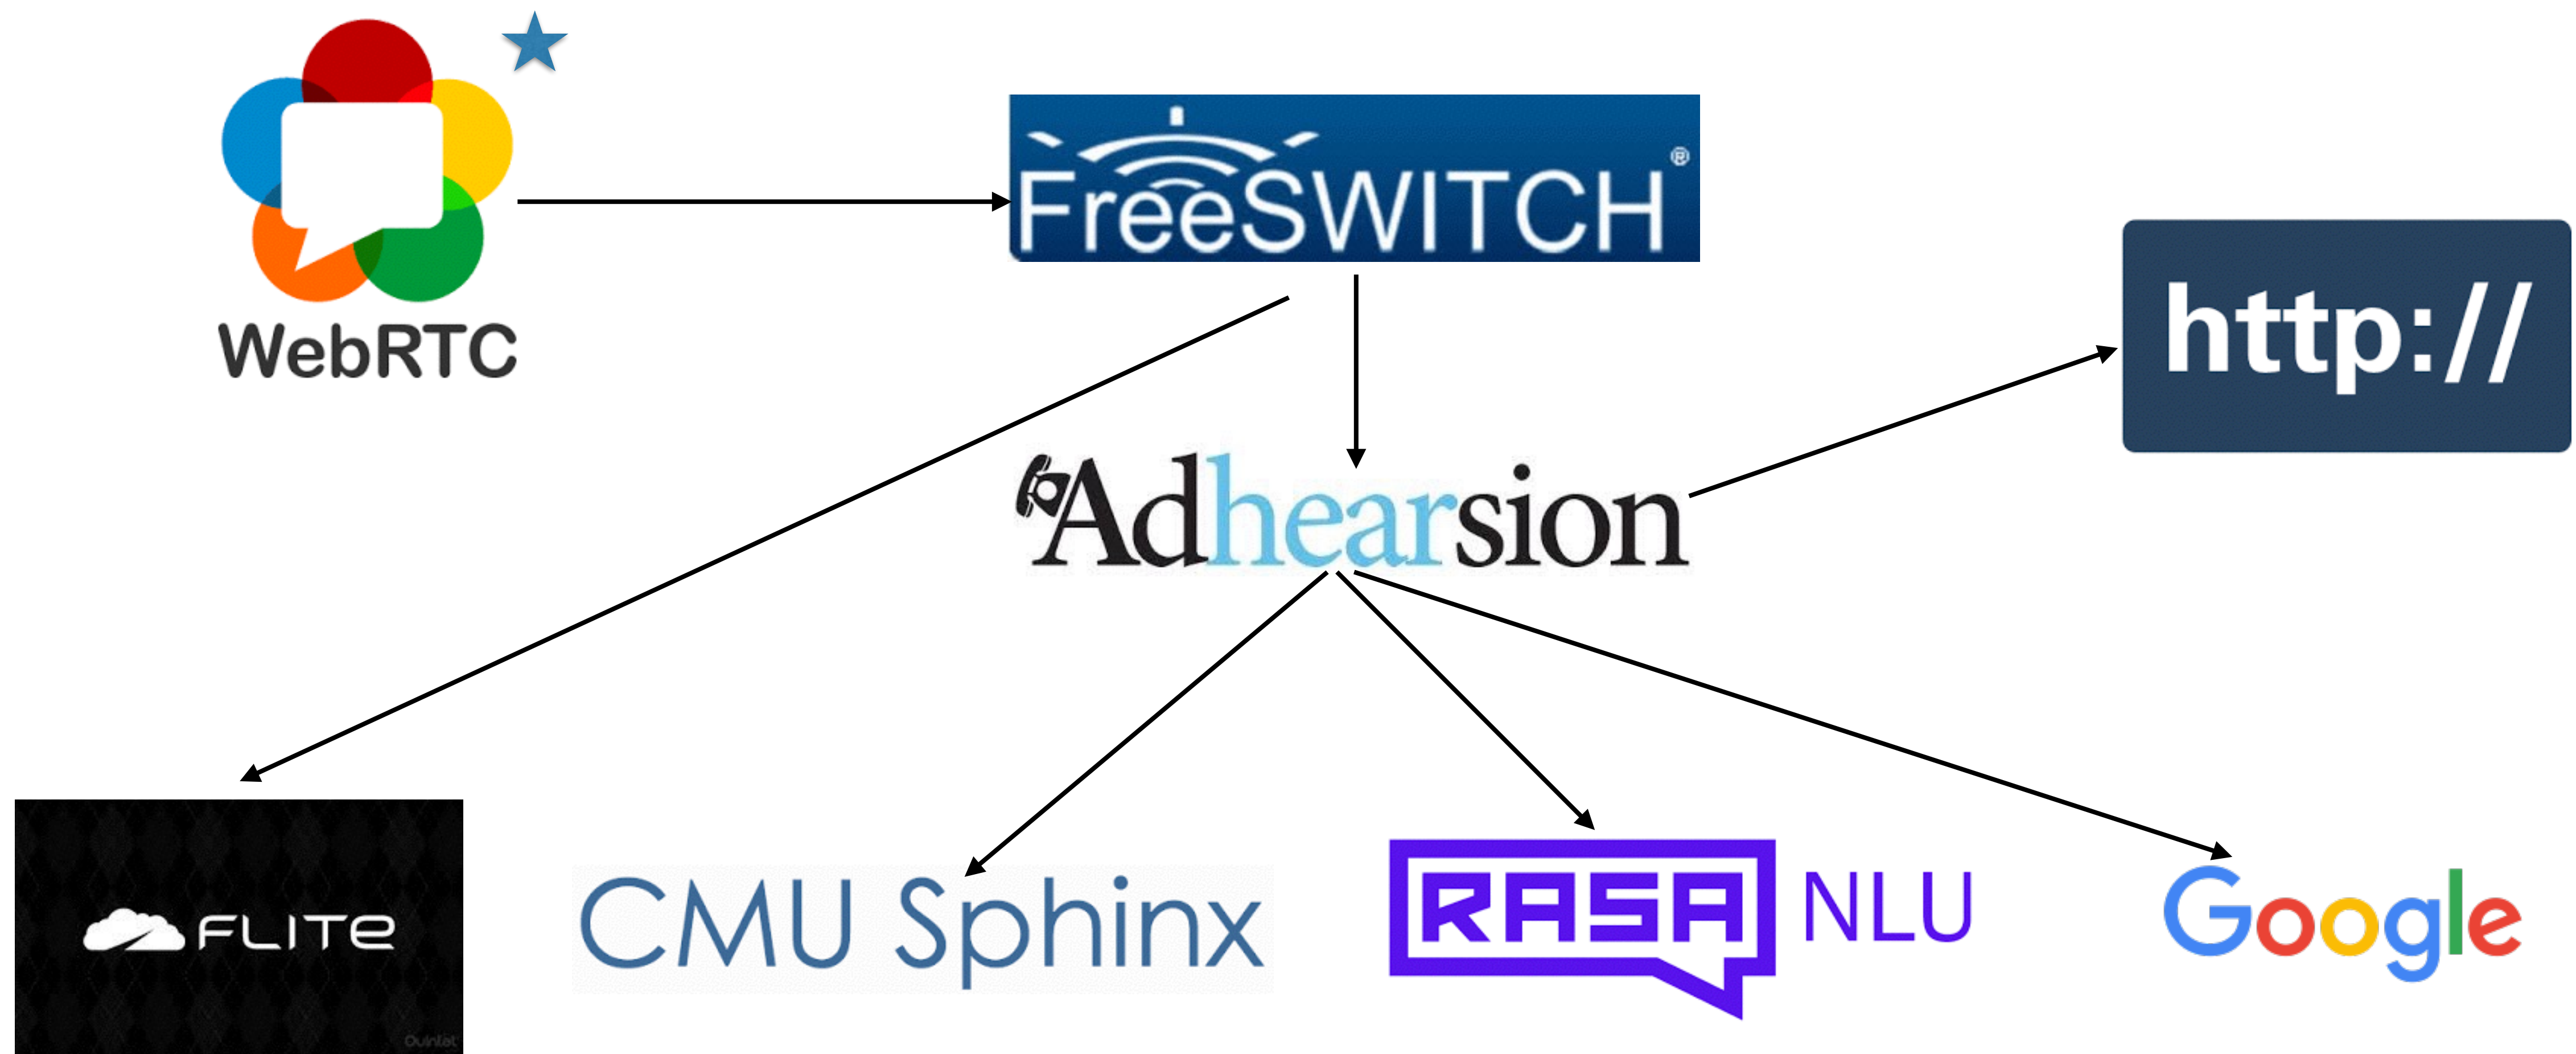 WebRTC
FreeSWITCH®
http://
Adhearsion
FLITE
CMU Sphinx
RASA NLU
Google